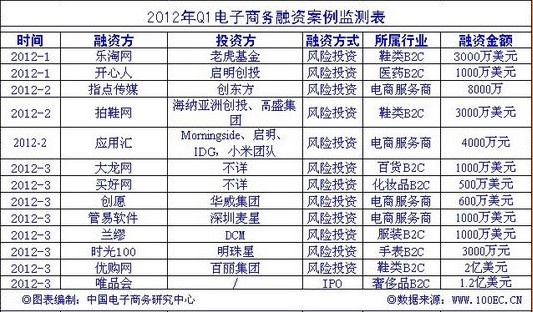 2012年Q1电子商务融资案例监测表
时间 融资方 投资方 融资方式 所属行业 融资金额
2012-1 乐淘网 老虎基金 风险投资 鞋类B2C 3000万美元
2012-1 开心人 启明创投 风险投资 医药B2C 1000万美元
2012-2 指点传媒 创东方 风险投资 电商服务商 8000万
2012-2 拍鞋网 海纳亚洲创投、高盛集 风险投资 鞋类B2C 3000万美元
团
2012-2 应用汇 Morningside、启明、 风险投资 电商服务商 4000万元
IDG，小米团队
2012-3 大龙网 不详 风险投资 百货B2C 1000万美元
2012-3 买好网 不详 风险投资 化妆品B2C 500万美元
2012-3 创愿 华威集团 风险投资 电商服务商 600万美元
2012-3 管易软件 深圳麦星 风险投资 电商服务商 1000万美元
2012-3 兰缪 DCM 风险投资 服装B2C 1000万美元
2012-3 时光100 明珠星 风险投资 手表B2C 3000万元
2012-3 优购网 百丽集团 风险投资 鞋类B2C 2亿美元
2012-3 唯品会 / IPO 奢侈品B2C 1.2亿美元
◎图表编制：中国电子商务研究中心 ◎数据来源：WWW.100EC.CN